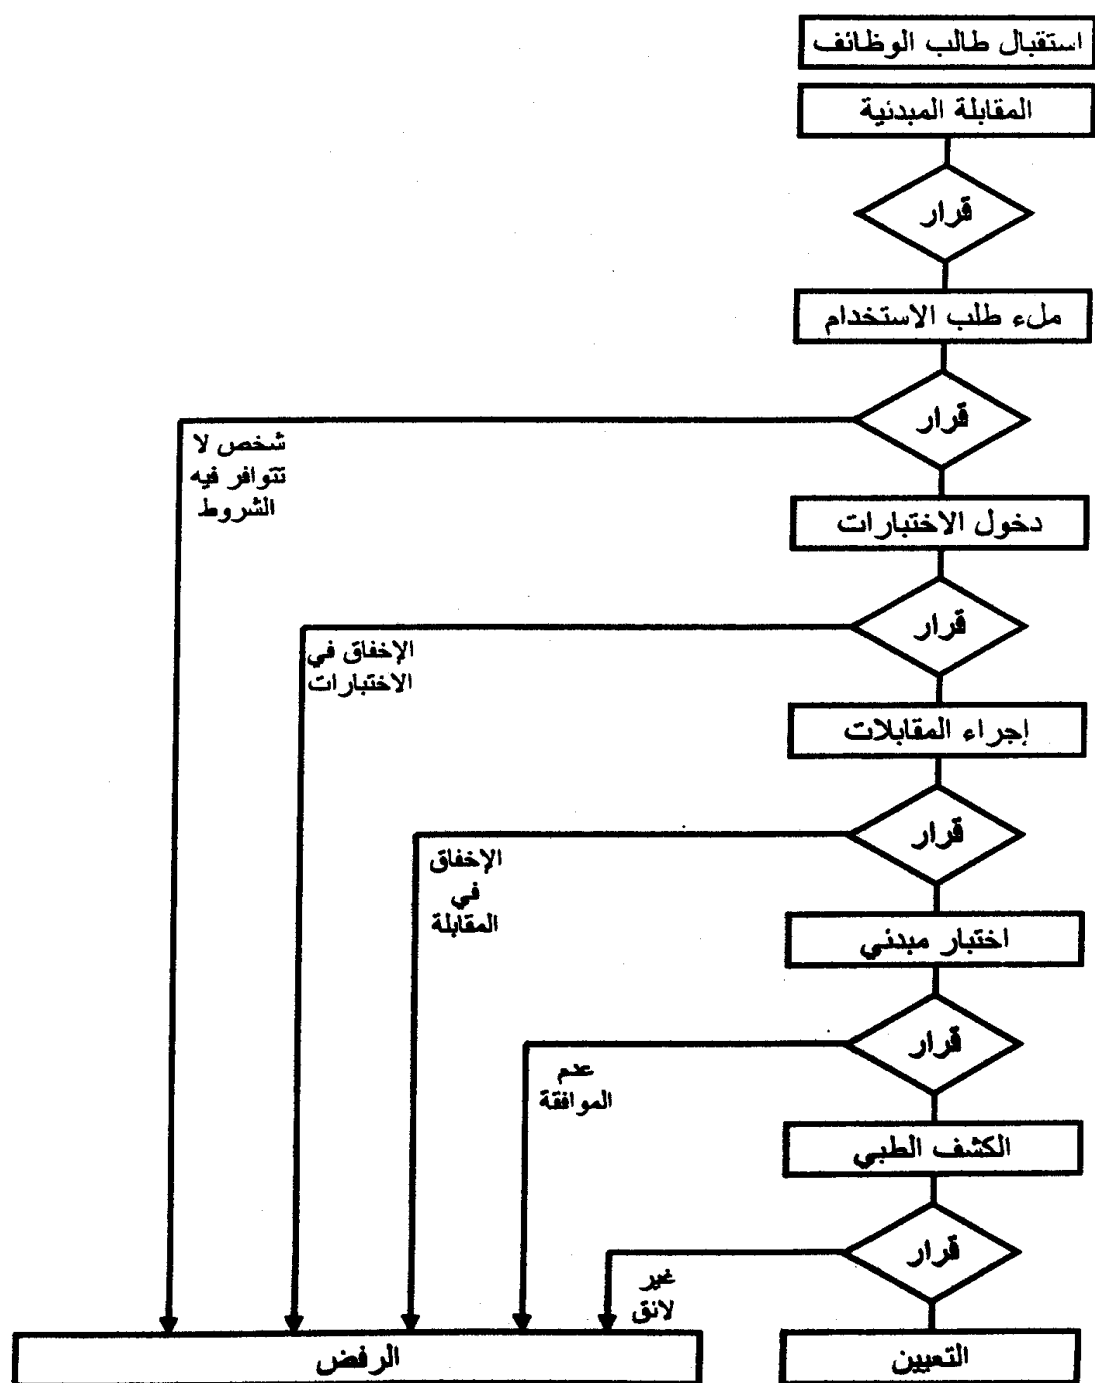 استقبال طالب الوظائف
المقابلة المبدئية
قرار
ملء طلب الاستخدام
قرار
شخص لا
تتوافر فيه
الشروط
دخول الاختبارات
قرار
الإخفاق في
الاختبارات
إجراء المقابلات
قرار
الإخفاق
في
المقابلة
اختبار مبدئي
قرار
عدم
الموافقة
الكشف الطبي
قرار
غير
لائق
التعيين
الرفض